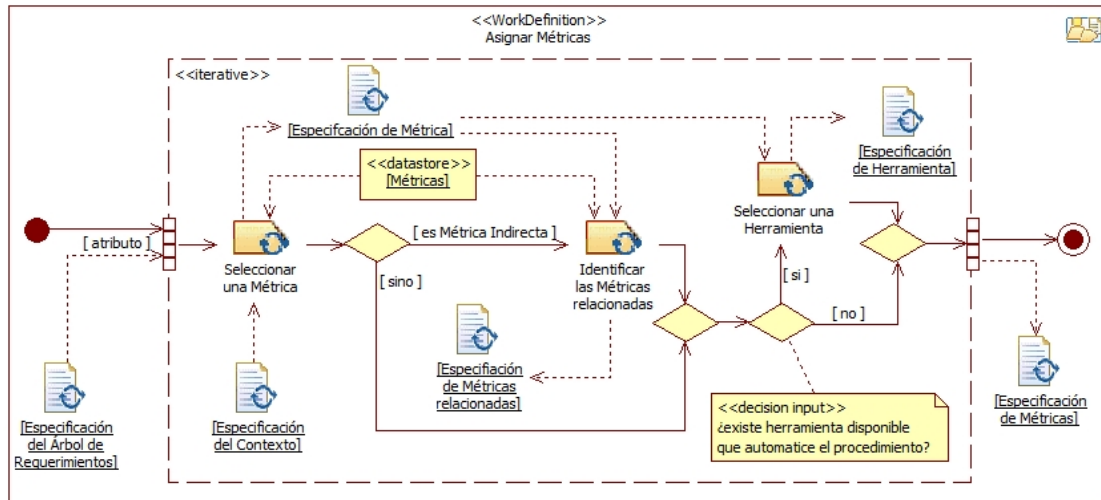 <<WorkDefinition>>
Asignar Métricas
<<iterative>>
[Especifcación de Métrica]
<<datastore>>
[Métricas]
[Especificación
de Herramienta]
Seleccionar una
Herramienta
[ atributo ]
Seleccionar
una Métrica
[ es Métrica Indirecta ]
[ sino ]
Identificar
las Métricas
relacionadas
[ si ]
[ no ]
[Especifiación
de Métricas
relacionadas]
<<decision input>>
¿existe herramienta disponible
que automatice el procedimiento?
[Especificación
del Árbol de
Requerimientos]
[Especificación
del Contexto]
[Especificación
de Métricas]